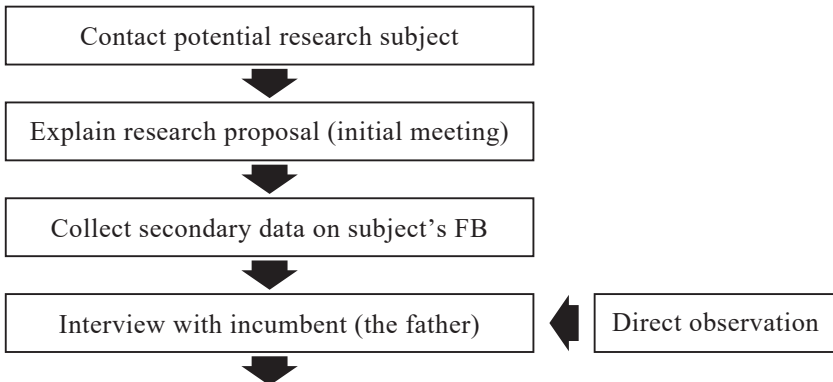 Contact potential research subject
Explain research proposal (initial meeting)
Collect secondary data on subject’s FB
Interview with incumbent (the father)
Direct observation